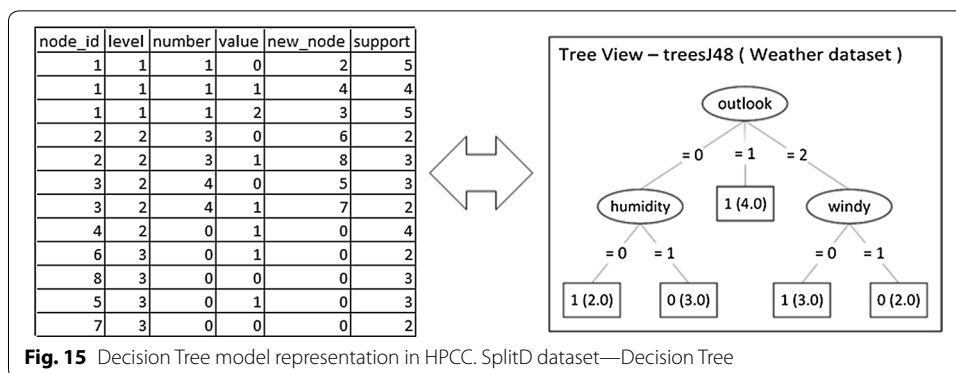 node_id level number value new_node support
1 1 1 0 2 5
1 1 1 1 4 4
1 1 1 2 3 5
2 2 3 0 6 2
2 2 3 1 8 3
3 2 4 0 5 3
3 2 4 1 7 2
4 2 0 1 0 4
6 3 0 1 0 2
8 3 0 0 0 3
5 3 0 1 0 3
7 3 0 0 0 2
Tree View – treesJ48 ( Weather dataset )
outlook
= 0 = 1 = 2
humidity 1 (4.0) windy
= 0 = 1 = 0 = 1
1 (2.0) 0 (3.0) 1 (3.0) 0 (2.0)
Fig. 15 Decision Tree model representation in HPCC. SplitD dataset—Decision Tree